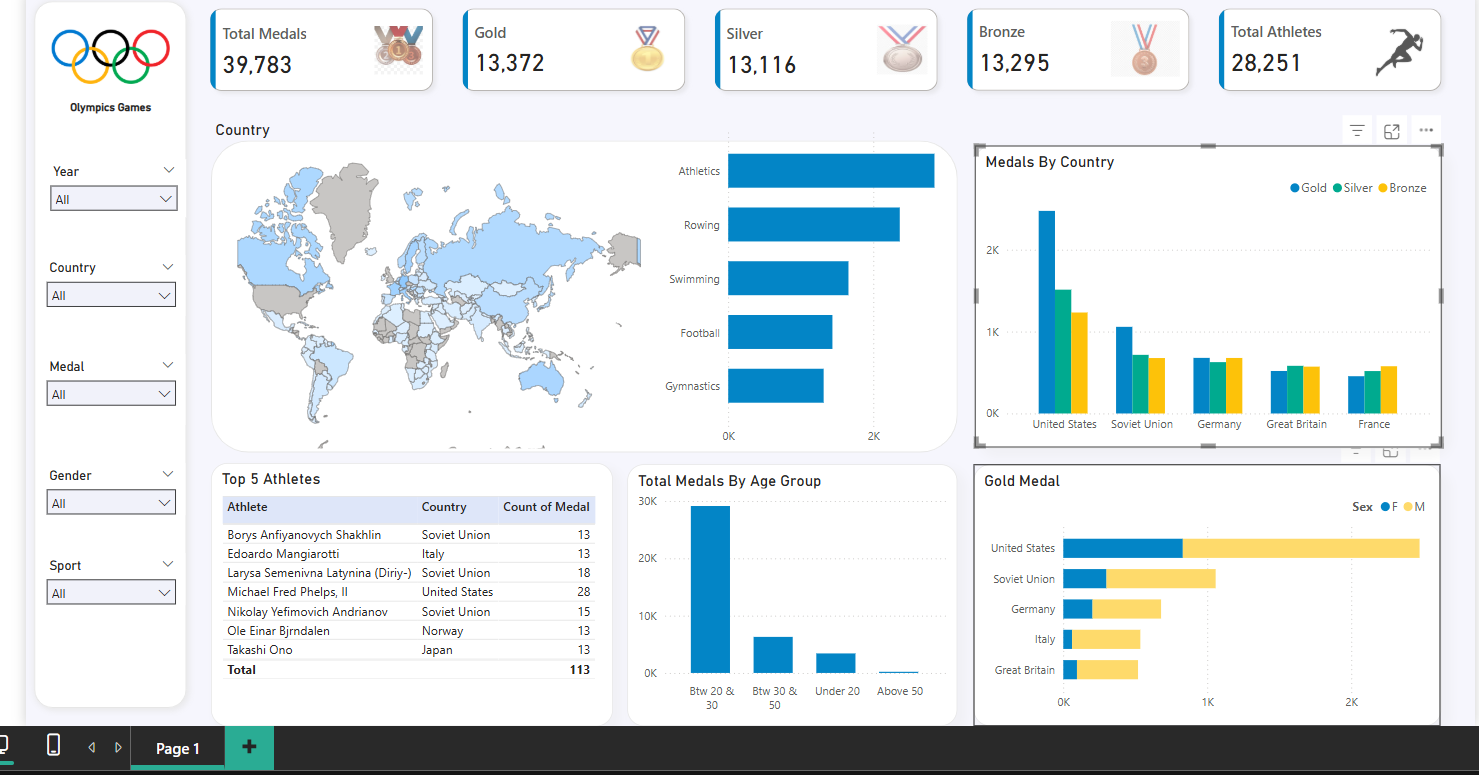 Olympics Games
Year
All
Country
All
Medal
All
Gender
All
Sport
All
Total Medals
39,783
Gold
13,372
Silver
13,116
Bronze
13,295
Total Athletes
28,251
Country
Athletics
Rowing
Swimming
Football
Gymnastics
0K 2K
Medals By Country
Gold Silver Bronze
2K
1K
0K
United States Soviet Union Germany Great Britain France
Top 5 Athletes
Athlete Country Count of Medal
Borys Anfiyanovych Shakhlin Soviet Union 13
Edoardo Mangiarotti Italy 13
Larysa Semenivna Latynina (Diriy-) Soviet Union 18
Michael Fred Phelps, II United States 28
Nikolay Yefimovich Andrianov Soviet Union 15
Ole Einar Bjrndalen Norway 13
Takashi Ono Japan 13
Total 113
Total Medals By Age Group
30K
20K
10K
0K
Btw 20 & 30 Btw 30 & 50 Under 20 Above 50
Gold Medal
Sex F M
United States
Soviet Union
Germany
Italy
Great Britain
0K 1K 2K
Page 1